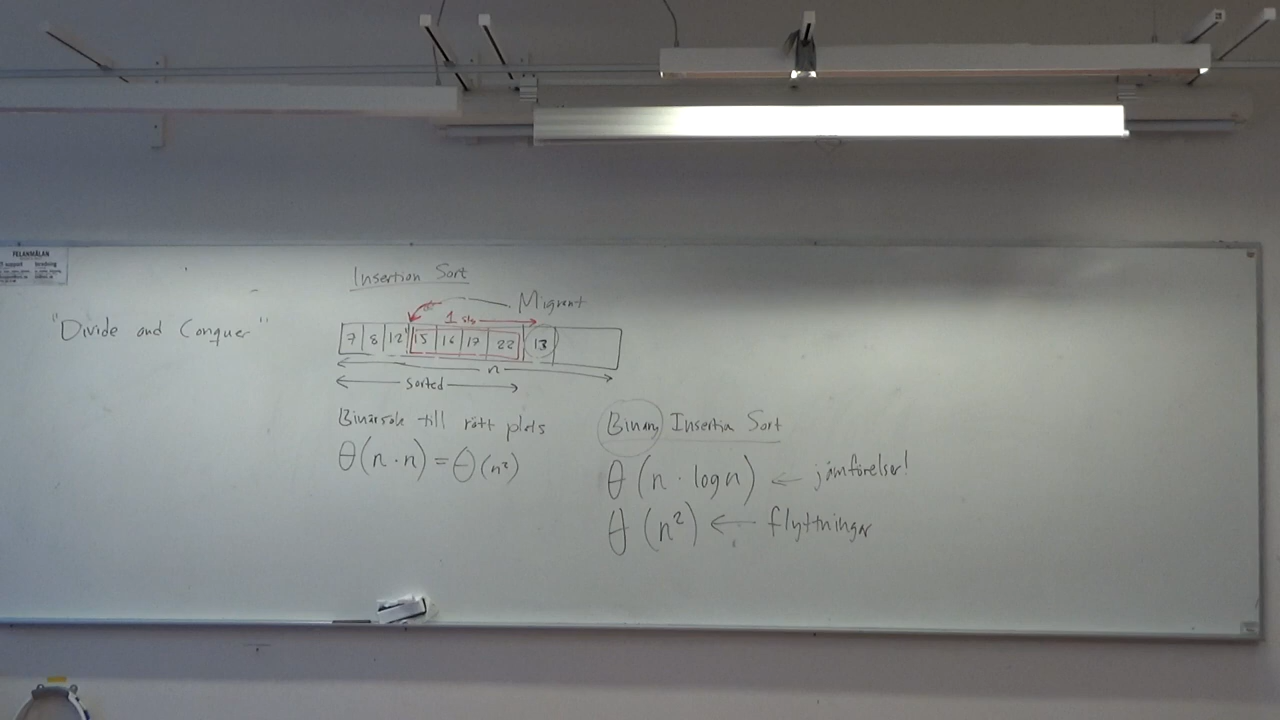 FELANMÄLAN
Insertion Sort
Migrant
"Divide and Conquer"
1 steg
7 8 12 15 16 17 22 13
n
sorted
Binärsök till rätt plats
θ(n · n) = θ(n²)
Binary Insertion Sort
θ(n · log n) ← jämförelser!
θ(n²) ← flyttningar